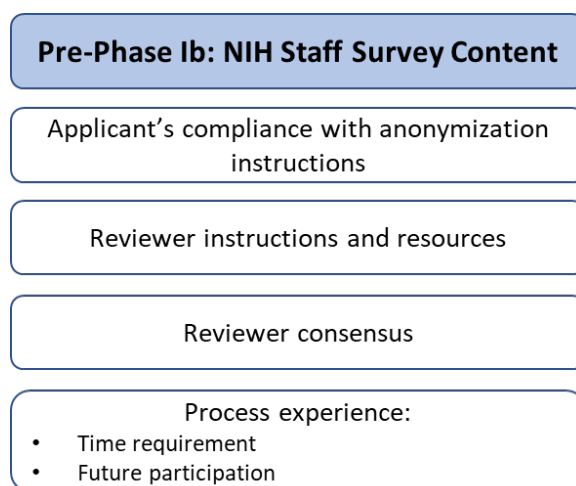 Pre-Phase Ib: NIH Staff Survey Content
Applicant's compliance with anonymization
instructions
Reviewer instructions and resources
Reviewer consensus
Process experience:
• Time requirement
• Future participation